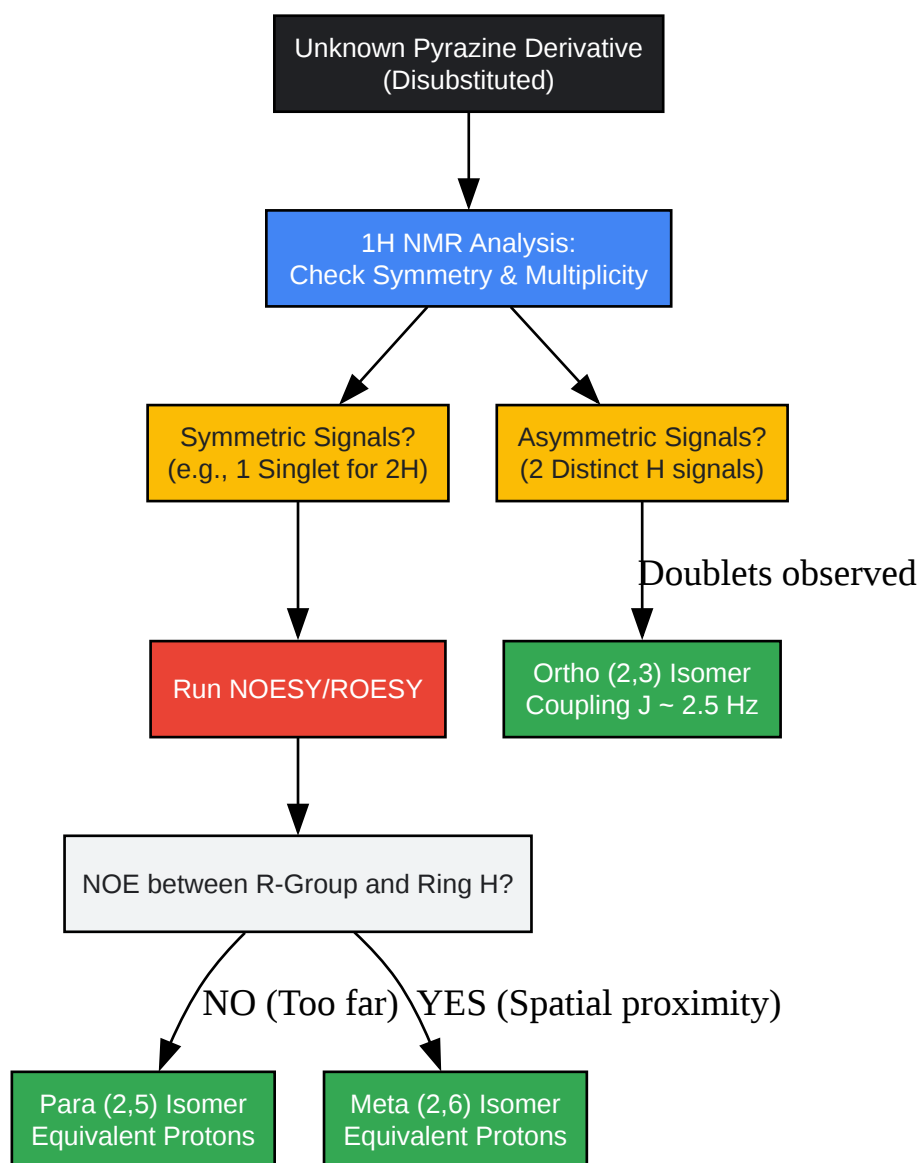 Unknown Pyrazine Derivative
(Disubstituted)
1H NMR Analysis:
Check Symmetry & Multiplicity
Symmetric Signals?
(e.g., 1 Singlet for 2H)
Asymmetric Signals?
(2 Distinct H signals)
Doublets observed
Run NOESY/ROESY
Ortho (2,3) Isomer
Coupling J ~ 2.5 Hz
NOE between R-Group and Ring H?
NO (Too far)
YES (Spatial proximity)
Para (2,5) Isomer
Equivalent Protons
Meta (2,6) Isomer
Equivalent Protons